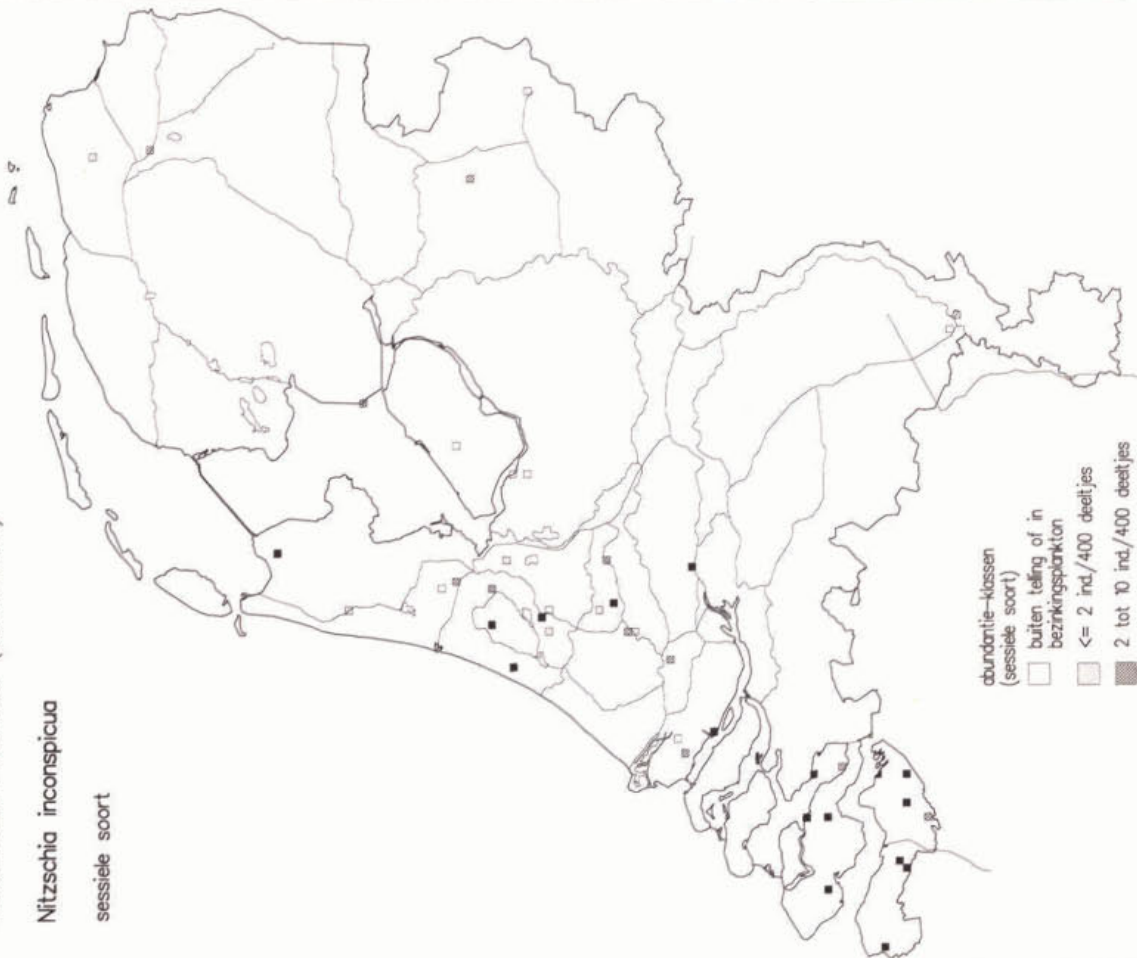 Nitzschia inconspicua
sessiele soort
abundantie-klassen
(sessiele soort)
buiten telling of in
bezinkingsplankton
<= 2 ind./400 deeltjes
2 tot 10 ind./400 deeltjes